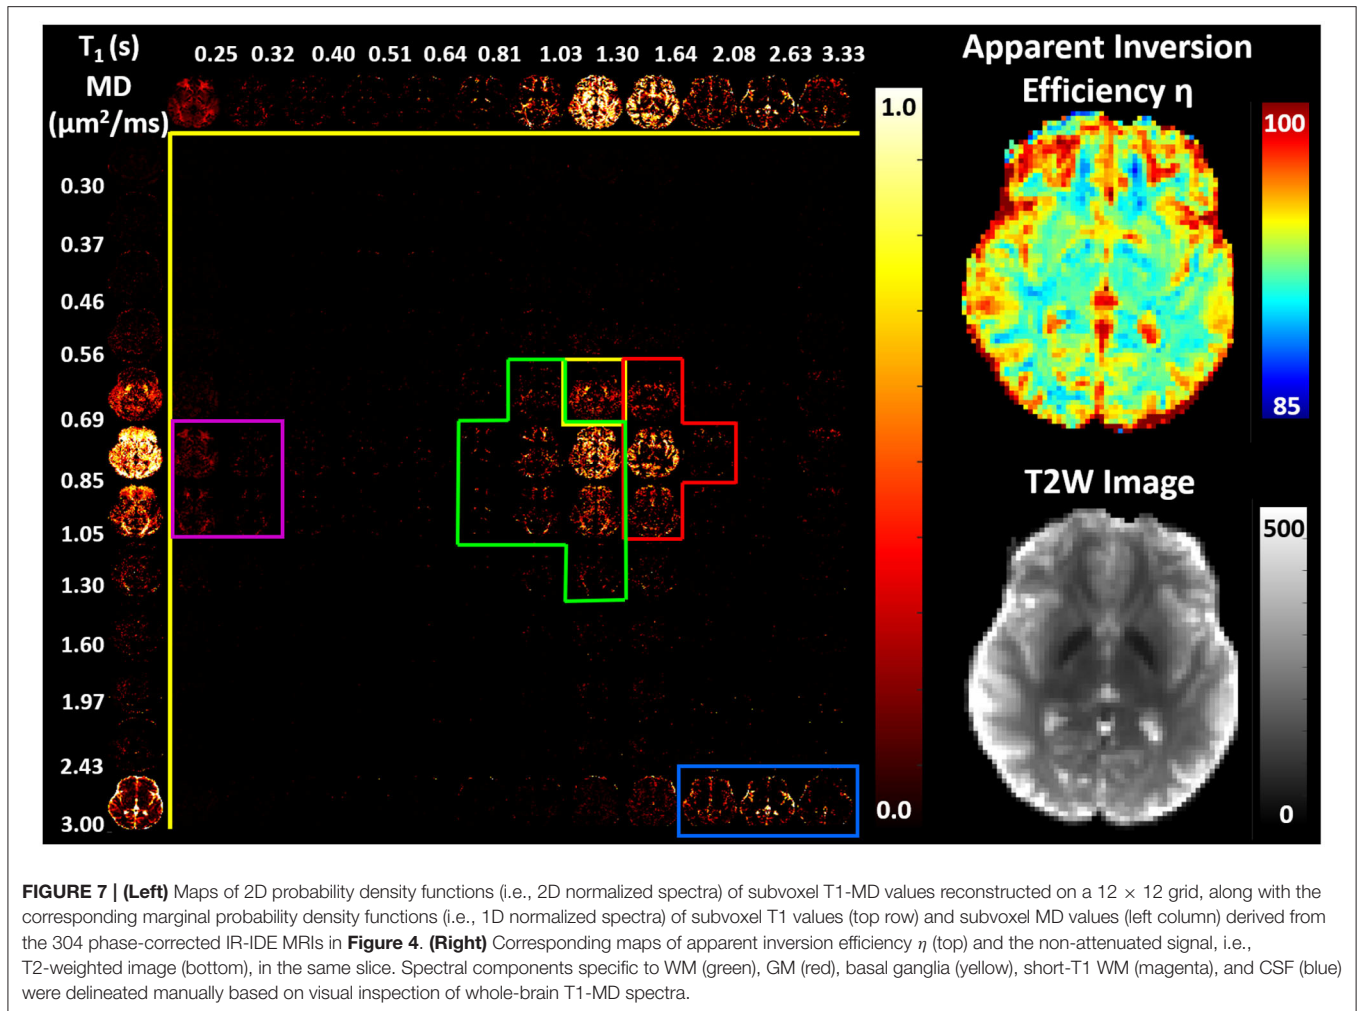 T1 (s)
0.25 0.32 0.40 0.51 0.64 0.81 1.03 1.30 1.64 2.08 2.63 3.33
MD
(µm²/ms)
0.30
0.37
0.46
0.56
0.69
0.85
1.05
1.30
1.60
1.97
2.43
3.00
1.0
0.0
Apparent Inversion
Efficiency η
100
85
T2W Image
500
0
FIGURE 7 | (Left) Maps of 2D probability density functions (i.e., 2D normalized spectra) of subvoxel T1-MD values reconstructed on a 12 × 12 grid, along with the
corresponding marginal probability density functions (i.e., 1D normalized spectra) of subvoxel T1 values (top row) and subvoxel MD values (left column) derived from
the 304 phase-corrected IR-IDE MRIs in Figure 4. (Right) Corresponding maps of apparent inversion efficiency η (top) and the non-attenuated signal, i.e.,
T2-weighted image (bottom), in the same slice. Spectral components specific to WM (green), GM (red), basal ganglia (yellow), short-T1 WM (magenta), and CSF (blue)
were delineated manually based on visual inspection of whole-brain T1-MD spectra.